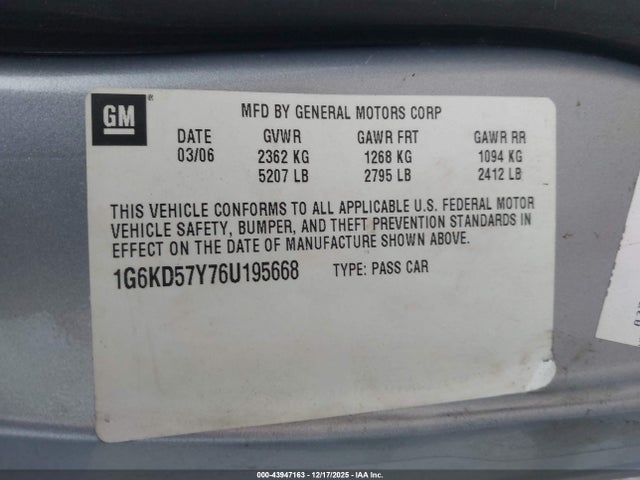 GM
MFD BY GENERAL MOTORS CORP
DATE GVWR GAWR FRT GAWR RR
03/06 2362 KG 1268 KG 1094 KG
5207 LB 2795 LB 2412 LB
THIS VEHICLE CONFORMS TO ALL APPLICABLE U.S. FEDERAL MOTOR
VEHICLE SAFETY, BUMPER, AND THEFT PREVENTION STANDARDS IN
EFFECT ON THE DATE OF MANUFACTURE SHOWN ABOVE.
1G6KD57Y76U195668 TYPE: PASS CAR
000-43947163 - 12/17/2025 - IAA Inc.